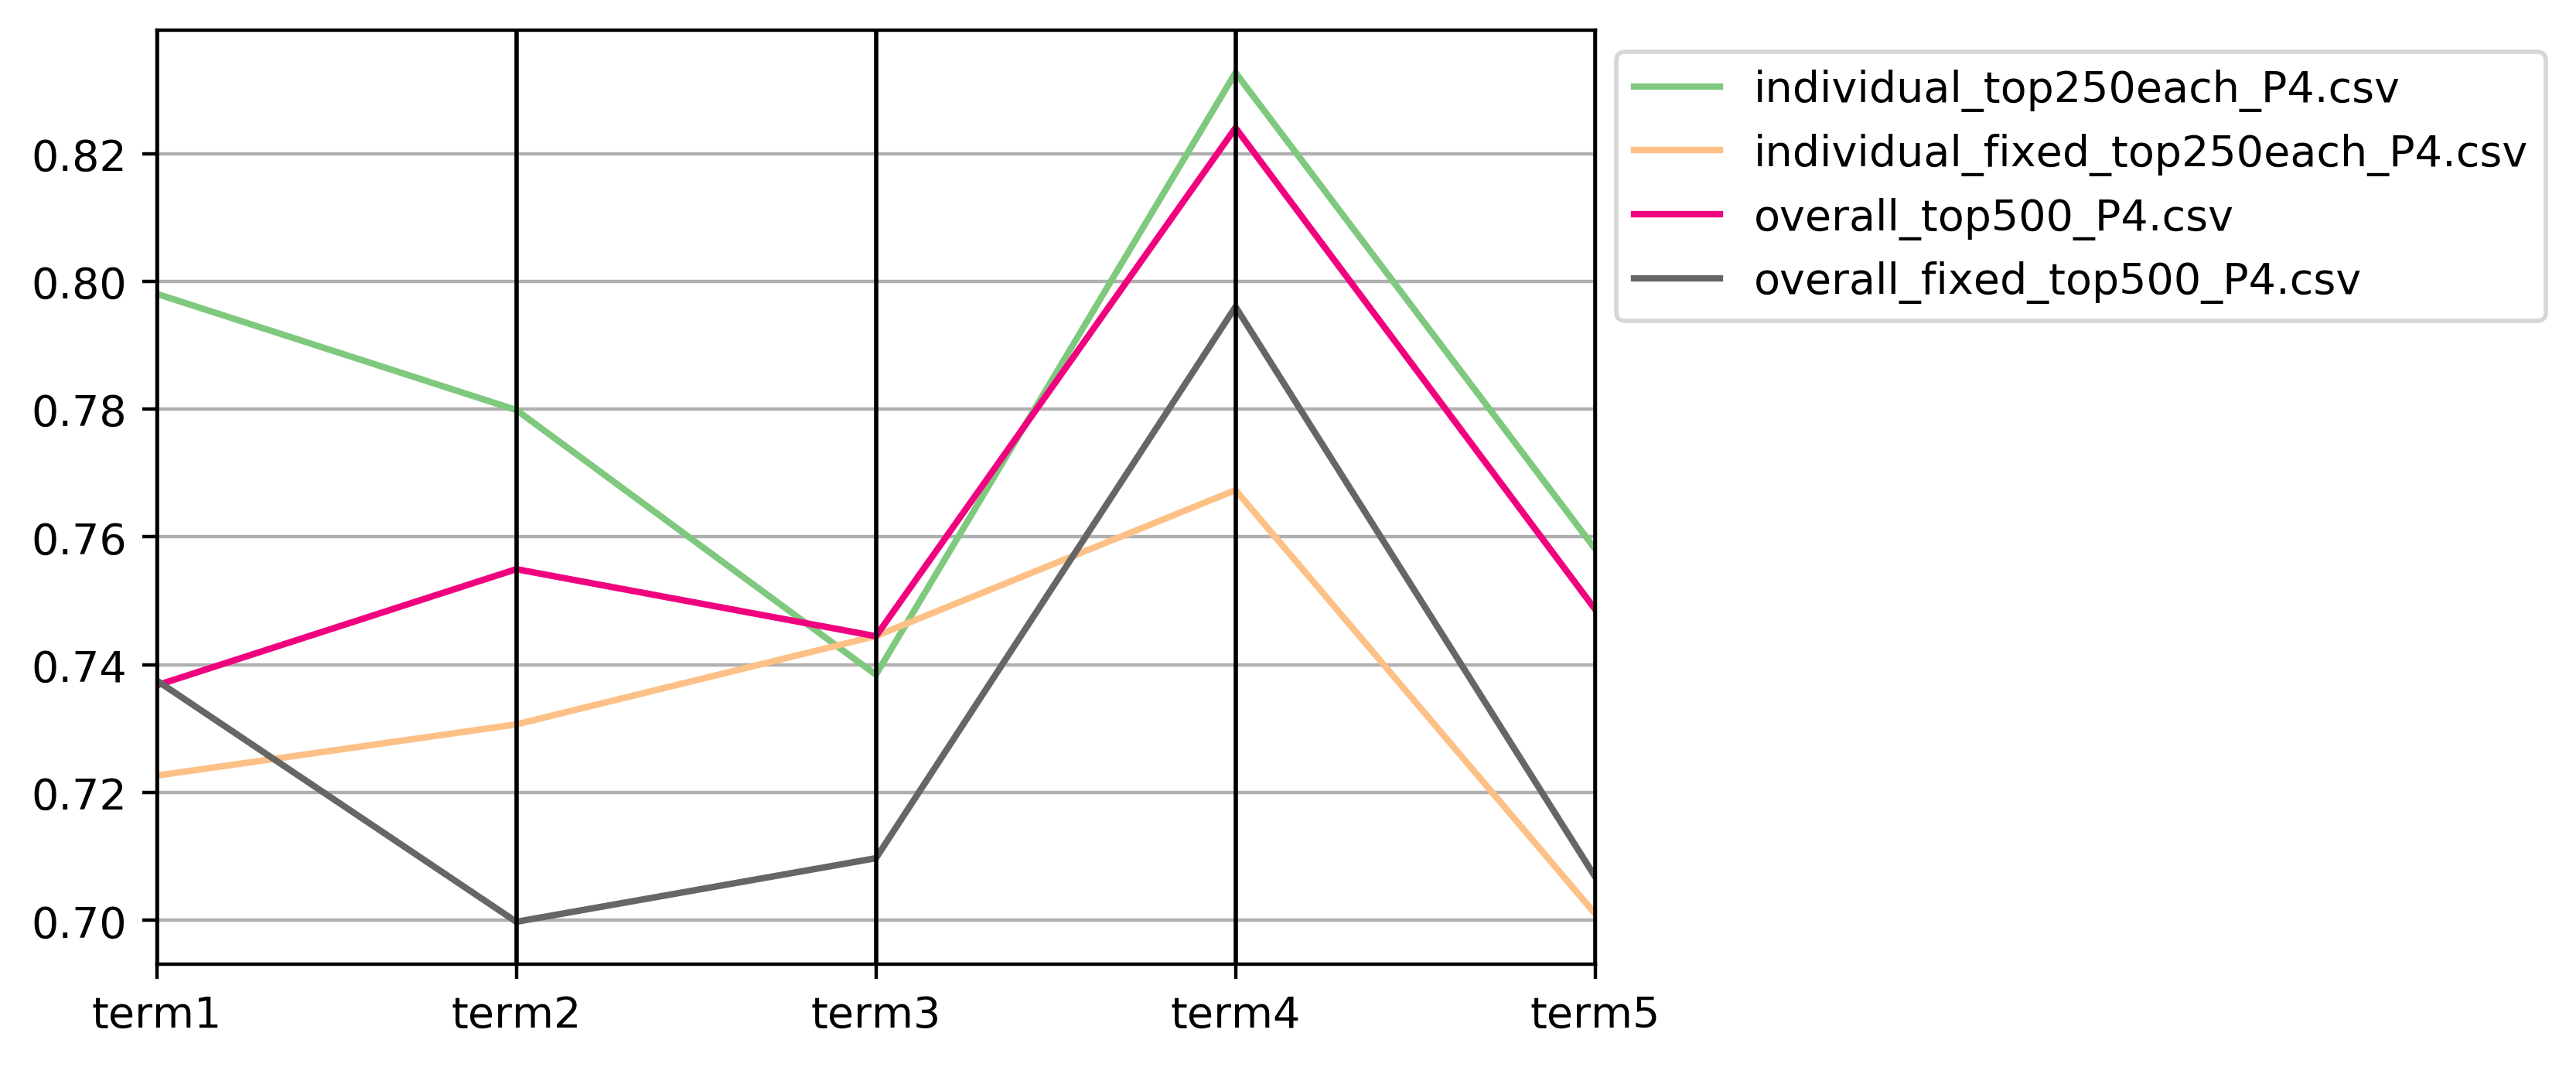 individual_top250each_P4.csv
individual_fixed_top250each_P4.csv
overall_top500_P4.csv
overall_fixed_top500_P4.csv
0.82
0.80
0.78
0.76
0.74
0.72
0.70
term1 term2 term3 term4 term5